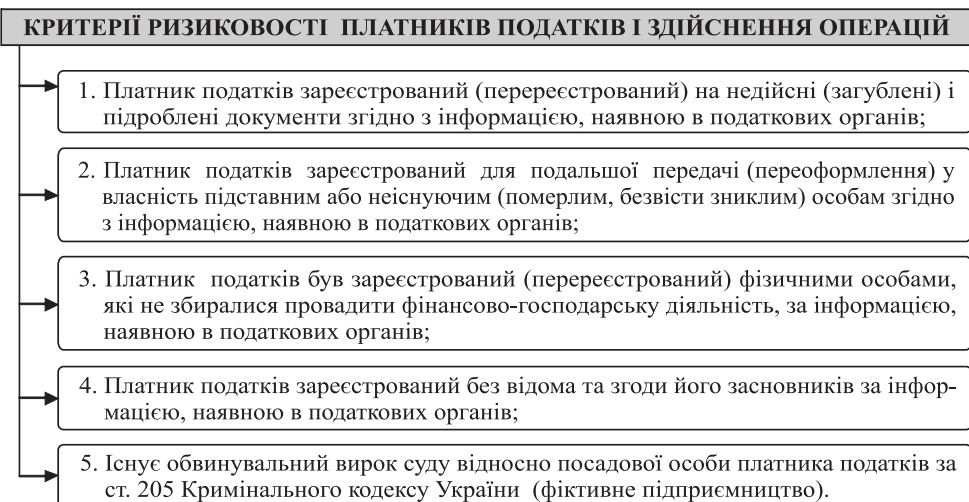 КРИТЕРІЇ РИЗИКОВОСТІ ПЛАТНИКІВ ПОДАТКІВ І ЗДІЙСНЕННЯ ОПЕРАЦІЙ
1. Платник податків зареєстрований (перереєстрований) на недійсні (загублені) і
підроблені документи згідно з інформацією, наявною в податкових органів;
2. Платник податків зареєстрований для подальшої передачі (переоформлення) у
власність підставним або неіснуючим (померлим, безвісти зниклим) особам згідно
з інформацією, наявною в податкових органів;
3. Платник податків був зареєстрований (перереєстрований) фізичними особами,
які не збиралися провадити фінансово-господарську діяльність, за інформацією,
наявною в податкових органів;
4. Платник податків зареєстрований без відома та згоди його засновників за інфор-
мацією, наявною в податкових органів;
5. Існує обвинувальний вирок суду відносно посадової особи платника податків за
ст. 205 Кримінального кодексу України (фіктивне підприємництво).